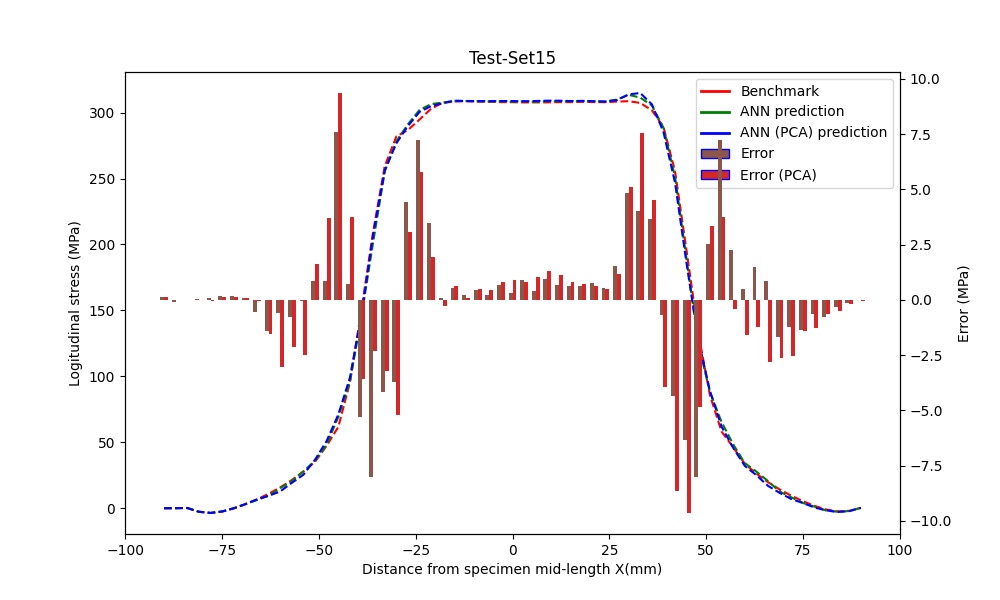 Test-Set15
Benchmark
ANN prediction
ANN (PCA) prediction
Error
Error (PCA)
300
250
200
150
100
50
0
Logitudinal stress (MPa)
10.0
7.5
5.0
2.5
0.0
−2.5
−5.0
−7.5
−10.0
Error (MPa)
−100
−75
−50
−25
0
25
50
75
100
Distance from specimen mid-length X(mm)